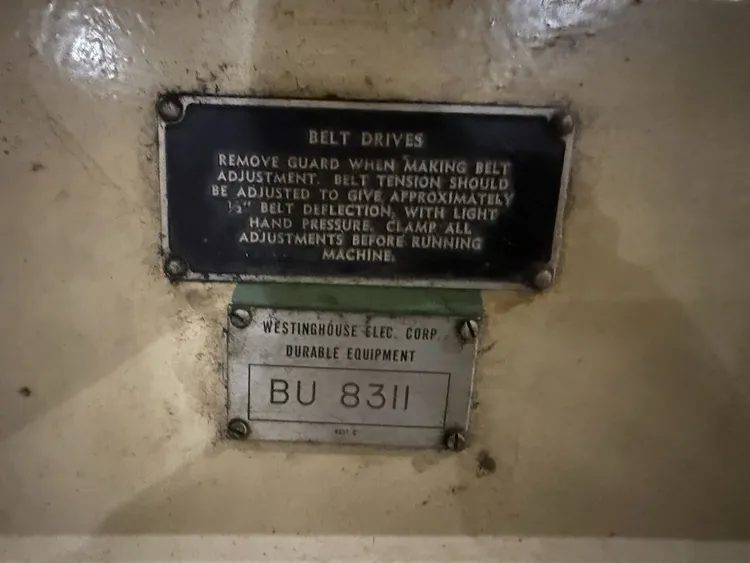 BELT DRIVES
REMOVE GUARD WHEN MAKING BELT
ADJUSTMENT. BELT TENSION SHOULD
BE ADJUSTED TO GIVE APPROXIMATELY
½" BELT DEFLECTION, WITH LIGHT
HAND PRESSURE. CLAMP ALL
ADJUSTMENTS BEFORE RUNNING
MACHINE.
WESTINGHOUSE ELEC. CORP.
DURABLE EQUIPMENT
BU 8311